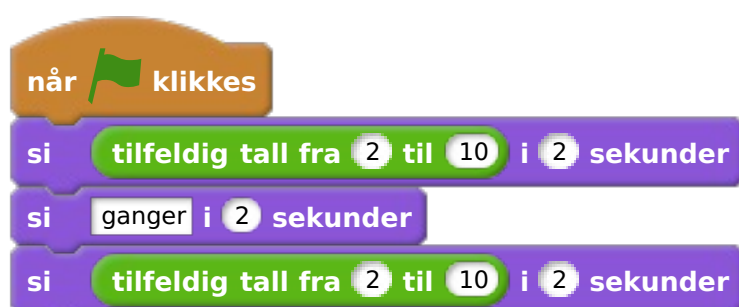 når klikkes
si tilfeldig tall fra 2 til 10 i 2 sekunder
si ganger i 2 sekunder
si tilfeldig tall fra 2 til 10 i 2 sekunder